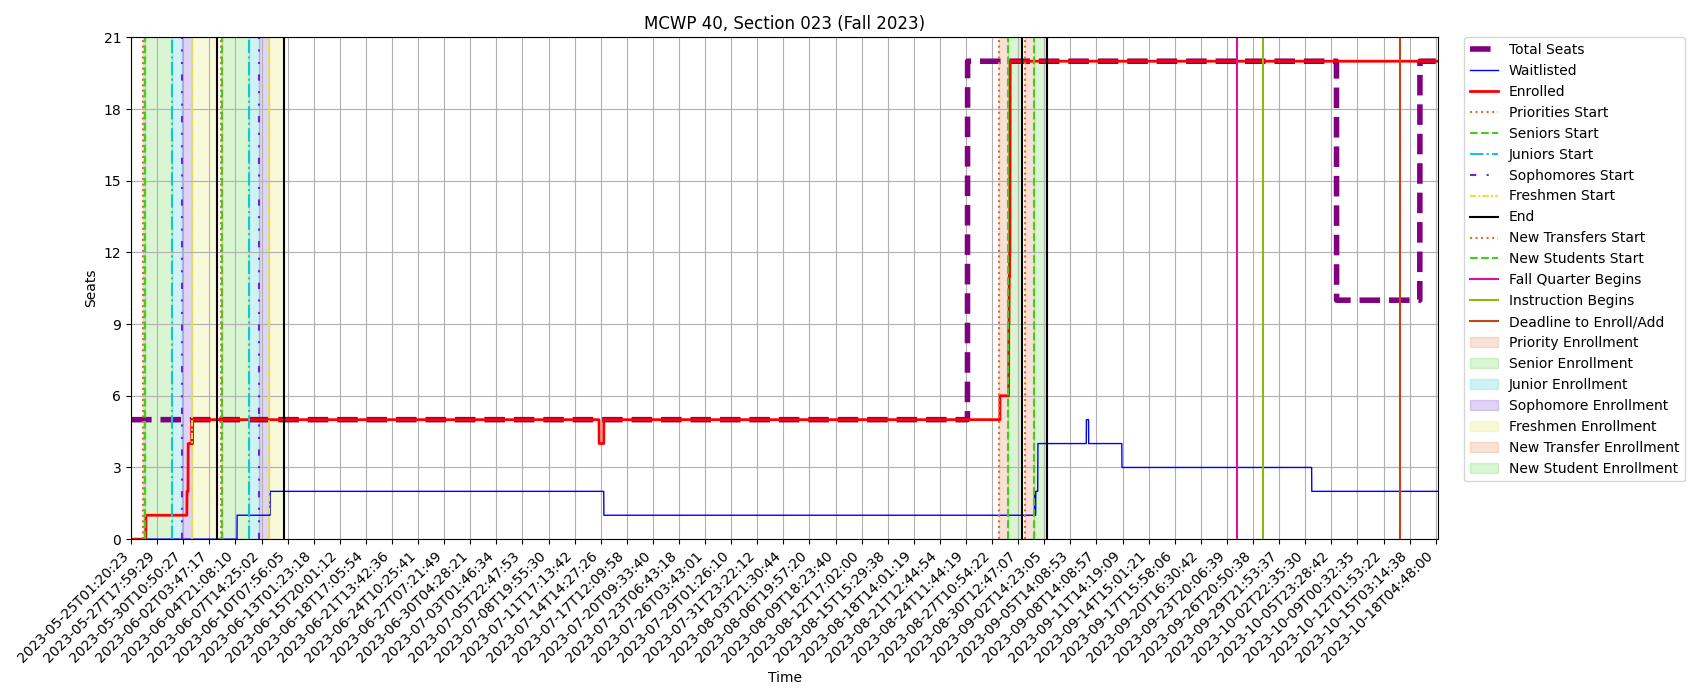 MCWP 40, Section 023 (Fall 2023)
21
18
15
12
9
6
3
0
Seats
2023-05-25T01:20:23
2023-05-27T17:59:29
2023-05-30T10:50:27
2023-06-02T03:47:17
2023-06-04T21:08:10
2023-06-07T14:25:02
2023-06-10T07:56:05
2023-06-13T01:23:18
2023-06-15T20:01:12
2023-06-18T17:05:54
2023-06-21T13:42:36
2023-06-24T10:25:41
2023-06-27T07:21:49
2023-06-30T04:28:21
2023-07-03T01:46:34
2023-07-05T22:47:53
2023-07-08T19:55:30
2023-07-11T17:13:42
2023-07-14T14:27:26
2023-07-17T12:09:58
2023-07-20T09:33:40
2023-07-23T06:43:18
2023-07-26T03:43:01
2023-07-29T01:26:10
2023-07-31T23:22:12
2023-08-03T21:30:44
2023-08-06T19:57:20
2023-08-09T18:23:40
2023-08-12T17:02:00
2023-08-15T15:29:38
2023-08-18T14:01:19
2023-08-21T12:44:54
2023-08-24T11:44:19
2023-08-27T10:54:22
2023-08-30T12:47:07
2023-09-02T14:23:05
2023-09-05T14:08:53
2023-09-08T14:08:57
2023-09-11T14:19:09
2023-09-14T15:01:21
2023-09-17T15:58:06
2023-09-20T16:30:42
2023-09-23T20:06:39
2023-09-26T20:50:38
2023-09-29T21:53:37
2023-10-02T22:35:30
2023-10-05T23:28:42
2023-10-09T00:32:35
2023-10-12T01:53:22
2023-10-15T03:14:38
2023-10-18T04:48:00
Time
Total Seats
Waitlisted
Enrolled
Priorities Start
Seniors Start
Juniors Start
Sophomores Start
Freshmen Start
End
New Transfers Start
New Students Start
Fall Quarter Begins
Instruction Begins
Deadline to Enroll/Add
Priority Enrollment
Senior Enrollment
Junior Enrollment
Sophomore Enrollment
Freshmen Enrollment
New Transfer Enrollment
New Student Enrollment